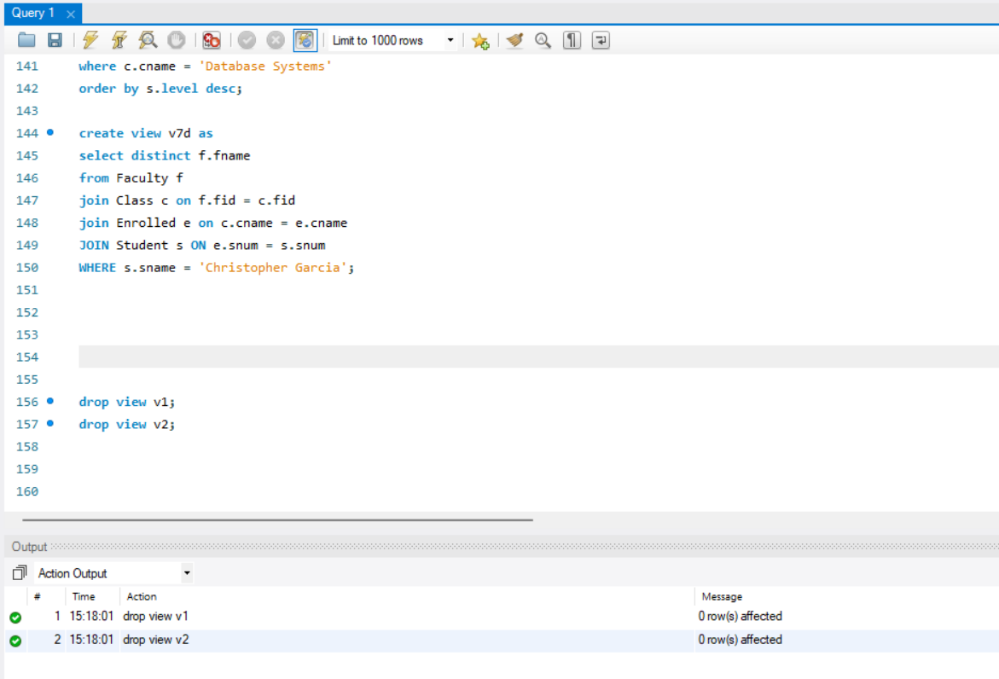 Query 1
Limit to 1000 rows
141 where c.cname = 'Database Systems'
142 order by s.level desc;
143
144 create view v7d as
145 select distinct f.fname
146 from Faculty f
147 join Class c on f.fid = c.fid
148 join Enrolled e on c.cname = e.cname
149 JOIN Student s ON e.snum = s.snum
150 WHERE s.sname = 'Christopher Garcia';
151
152
153
154
155
156 drop view v1;
157 drop view v2;
158
159
160
Output
Action Output
# Time Action Message
1 15:18:01 drop view v1 0 row(s) affected
2 15:18:01 drop view v2 0 row(s) affected